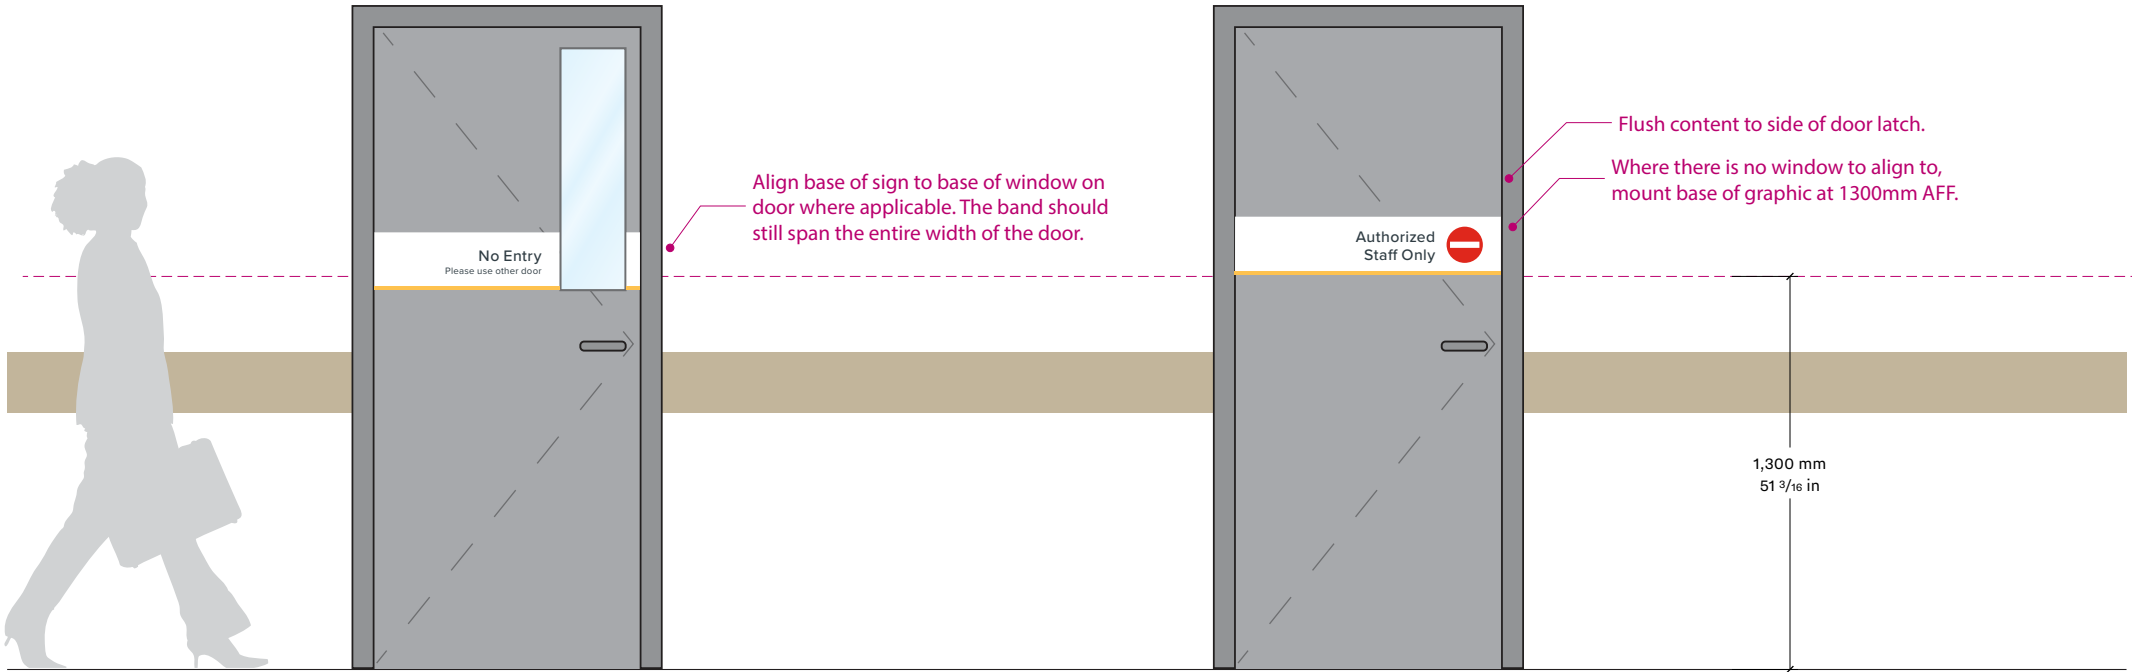 No Entry
Please use other door
Align base of sign to base of window on
door where applicable. The band should
still span the entire width of the door.
Authorized
Staff Only
Flush content to side of door latch.
Where there is no window to align to,
mount base of graphic at 1300mm AFF.
1,300 mm
51 3/16 in